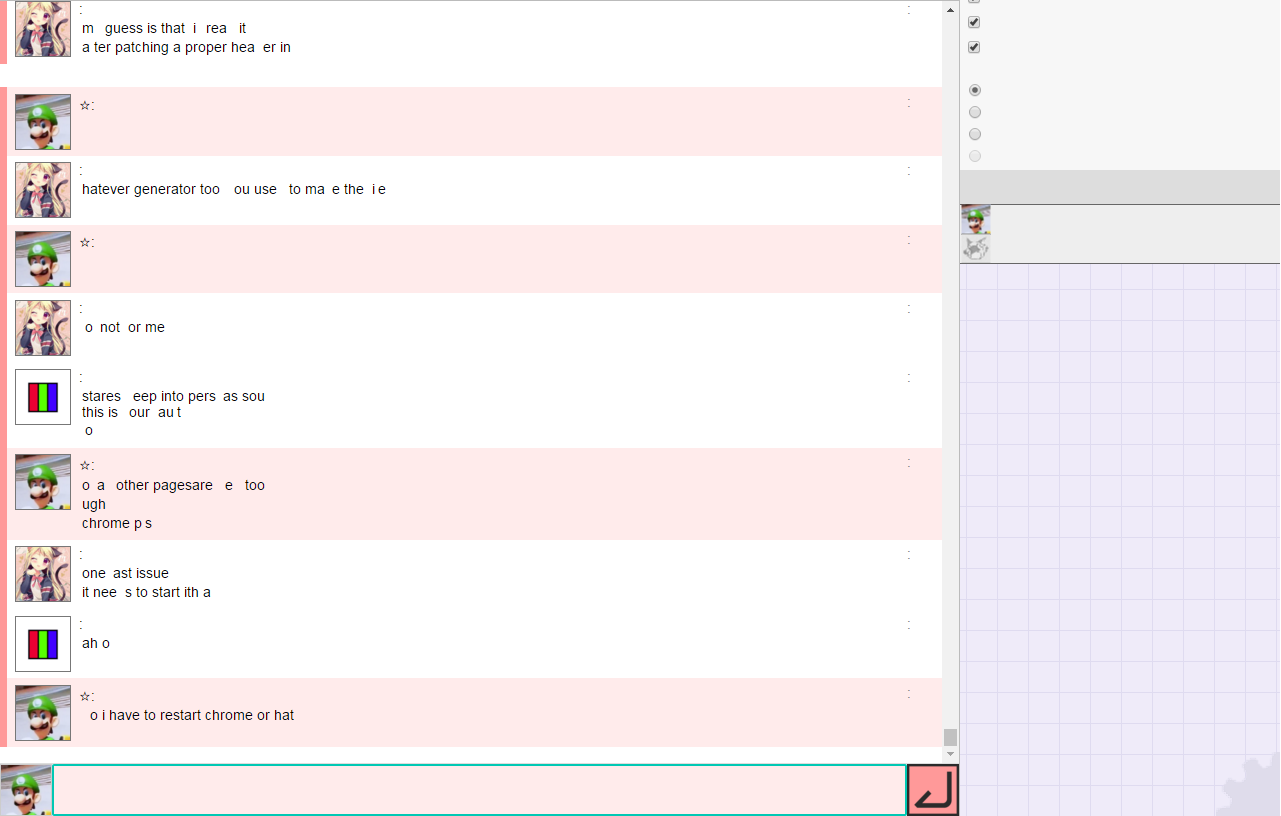 :
:
m guess is that i rea it
a ter patching a proper hea er in
☆:
:
:
:
hatever generator too ou use to ma e the i e
☆:
:
:
:
o not or me
:
:
stares eep into pers as sou
this is our au t
o
☆:
:
o a other pagesare e too
ugh
chrome p s
:
:
one ast issue
it nee s to start ith a
:
:
ah o
☆:
:
o i have to restart chrome or hat